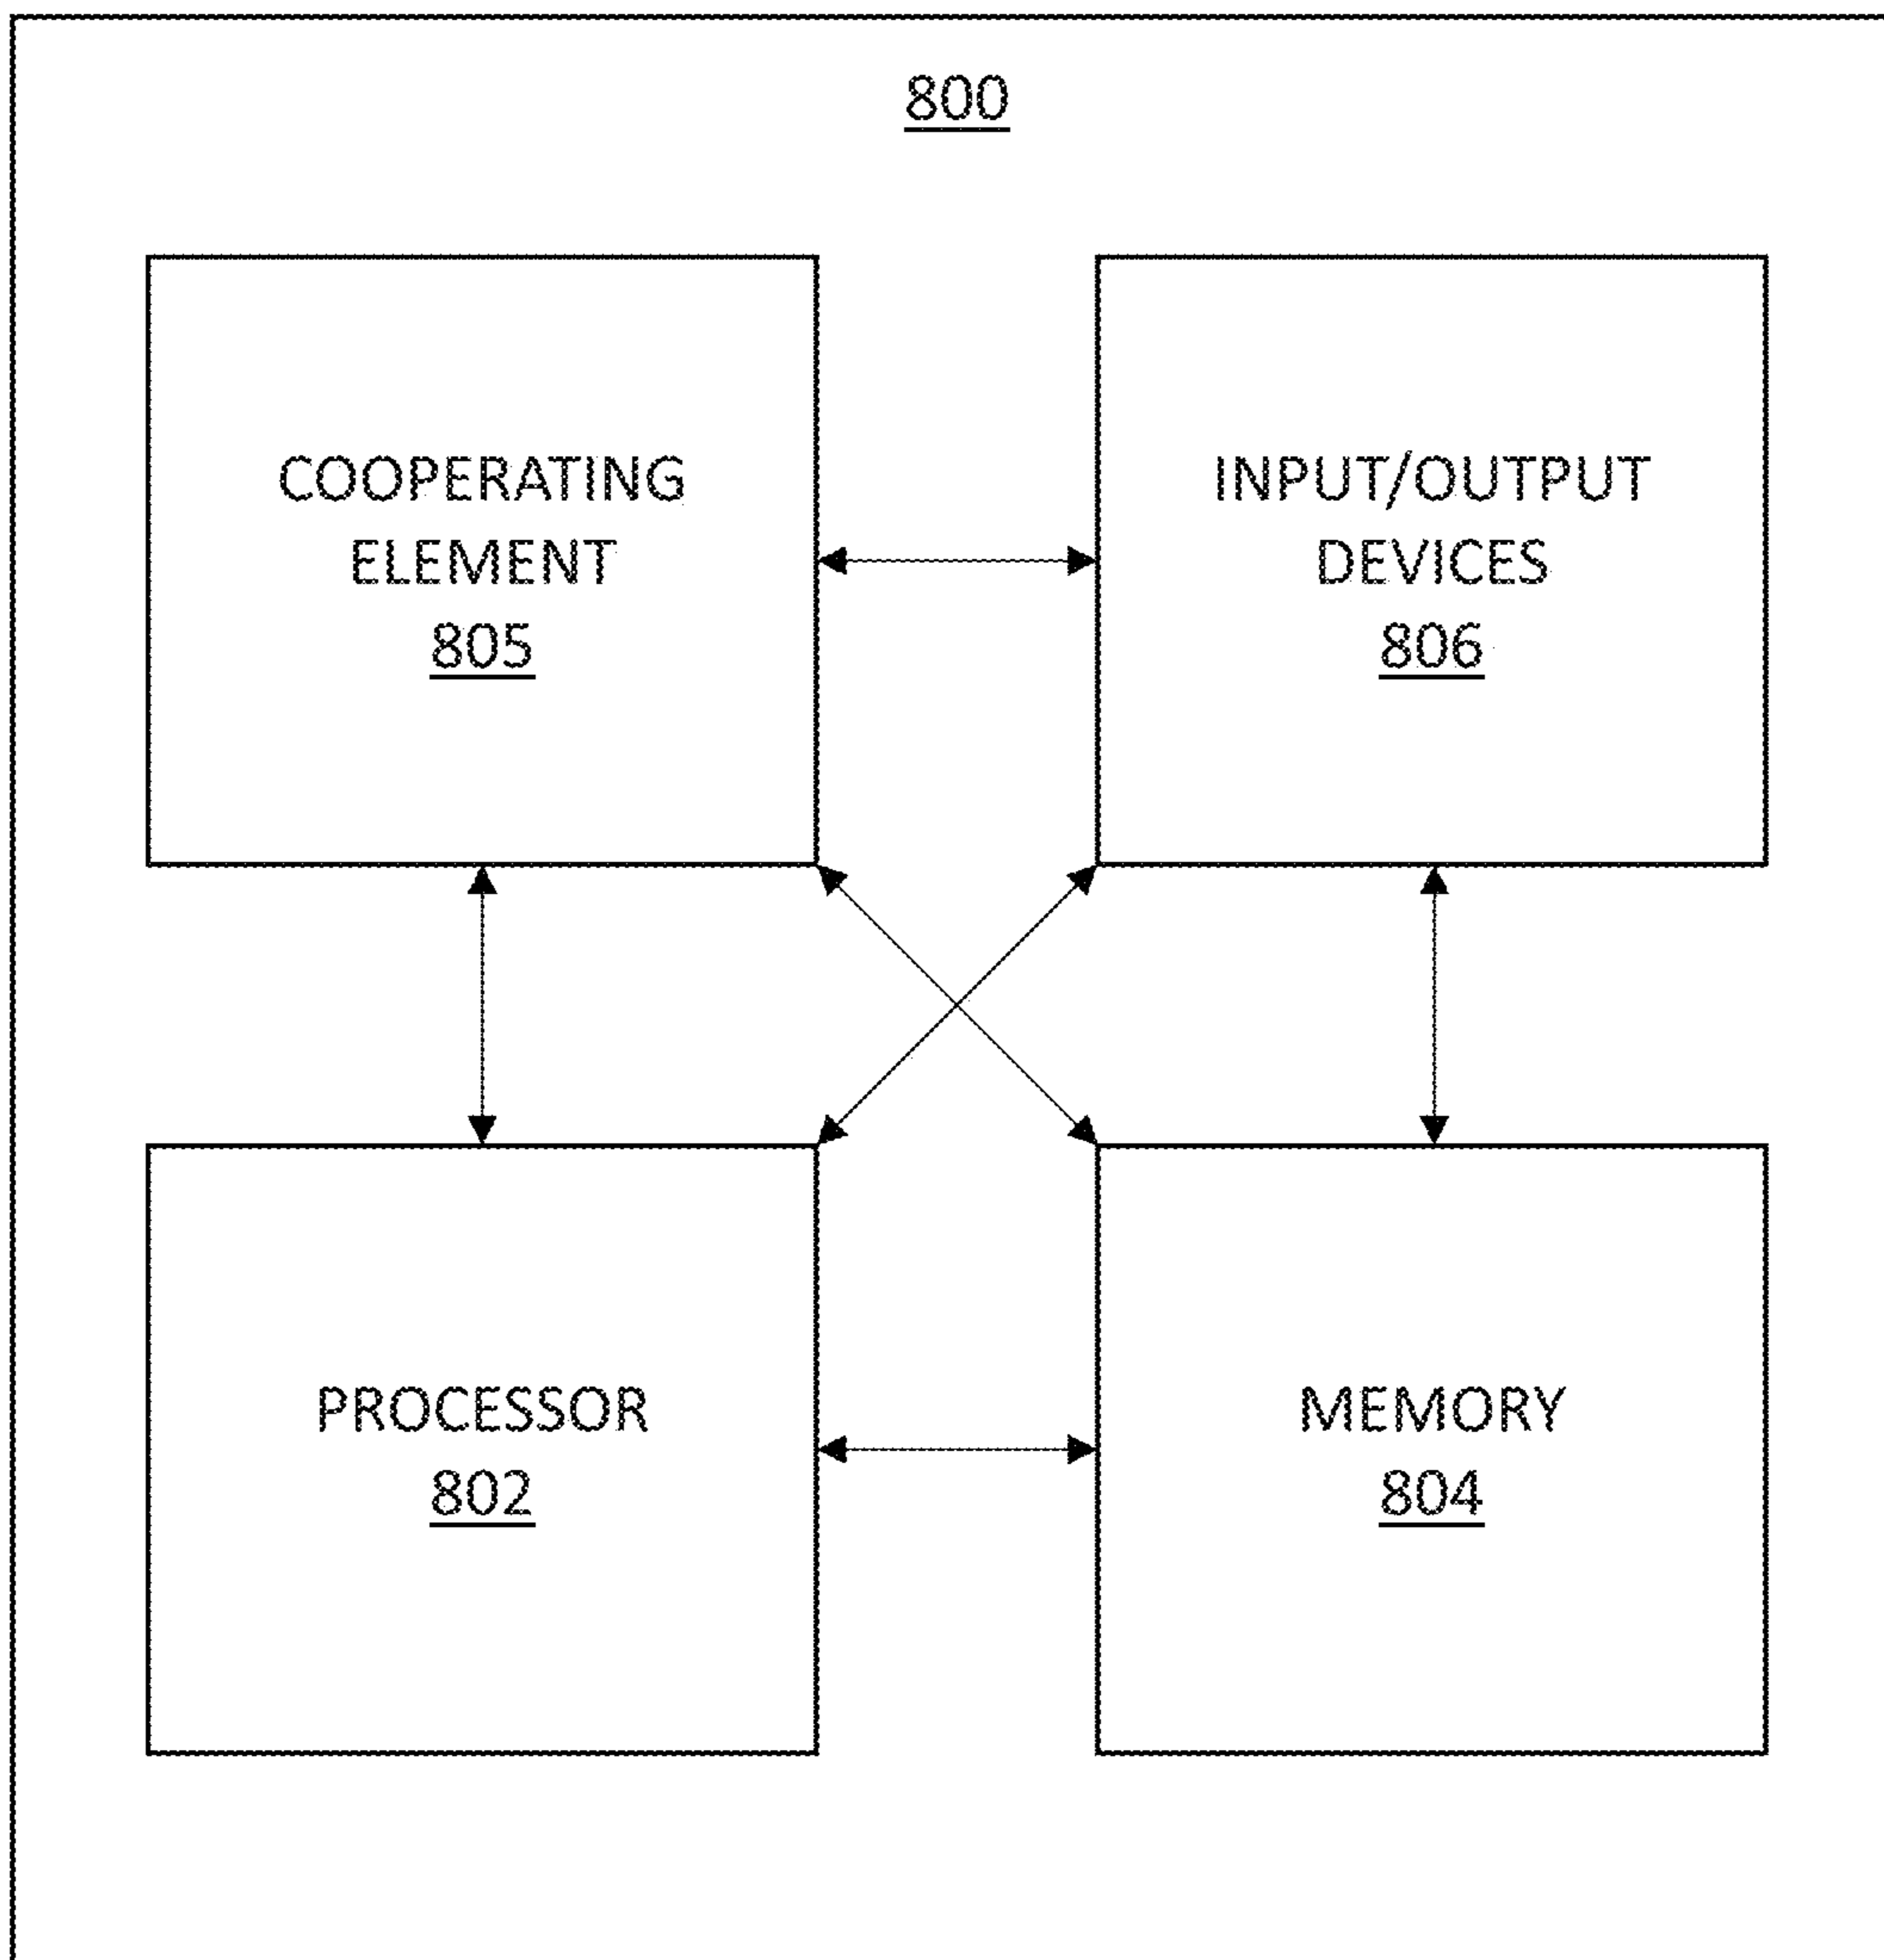 800
COOPERATING
ELEMENT
805
INPUT/OUTPUT
DEVICES
806
PROCESSOR
802
MEMORY
804